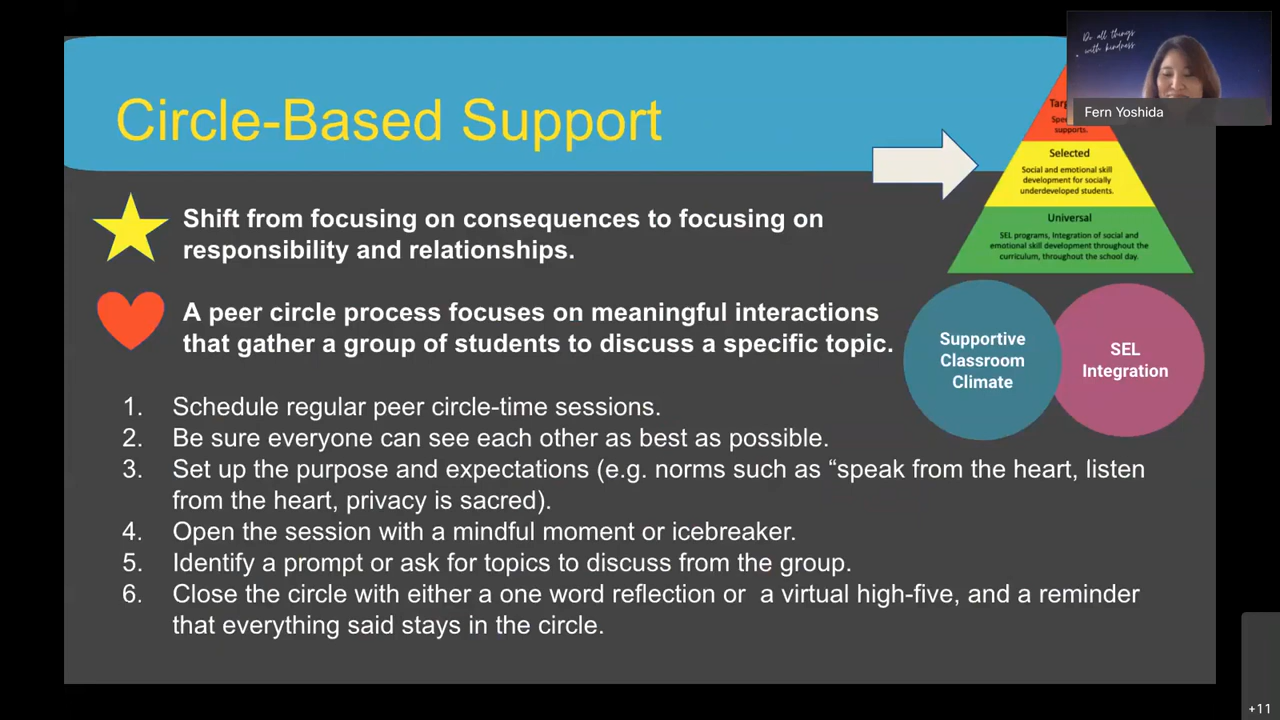 Do all things
with kindness
Fern Yoshida
Circle-Based Support
supports.
Selected
Social and emotional skill
development for socially
underdeveloped students.
Universal
SEL programs, Integration of social and
emotional skill development throughout the
curriculum, throughout the school day.
Shift from focusing on consequences to focusing on
responsibility and relationships.
A peer circle process focuses on meaningful interactions
that gather a group of students to discuss a specific topic.
Supportive
Classroom
Climate
SEL
Integration
1. Schedule regular peer circle-time sessions.
2. Be sure everyone can see each other as best as possible.
3. Set up the purpose and expectations (e.g. norms such as “speak from the heart, listen
from the heart, privacy is sacred).
4. Open the session with a mindful moment or icebreaker.
5. Identify a prompt or ask for topics to discuss from the group.
6. Close the circle with either a one word reflection or  a virtual high-five, and a reminder
that everything said stays in the circle.
+11